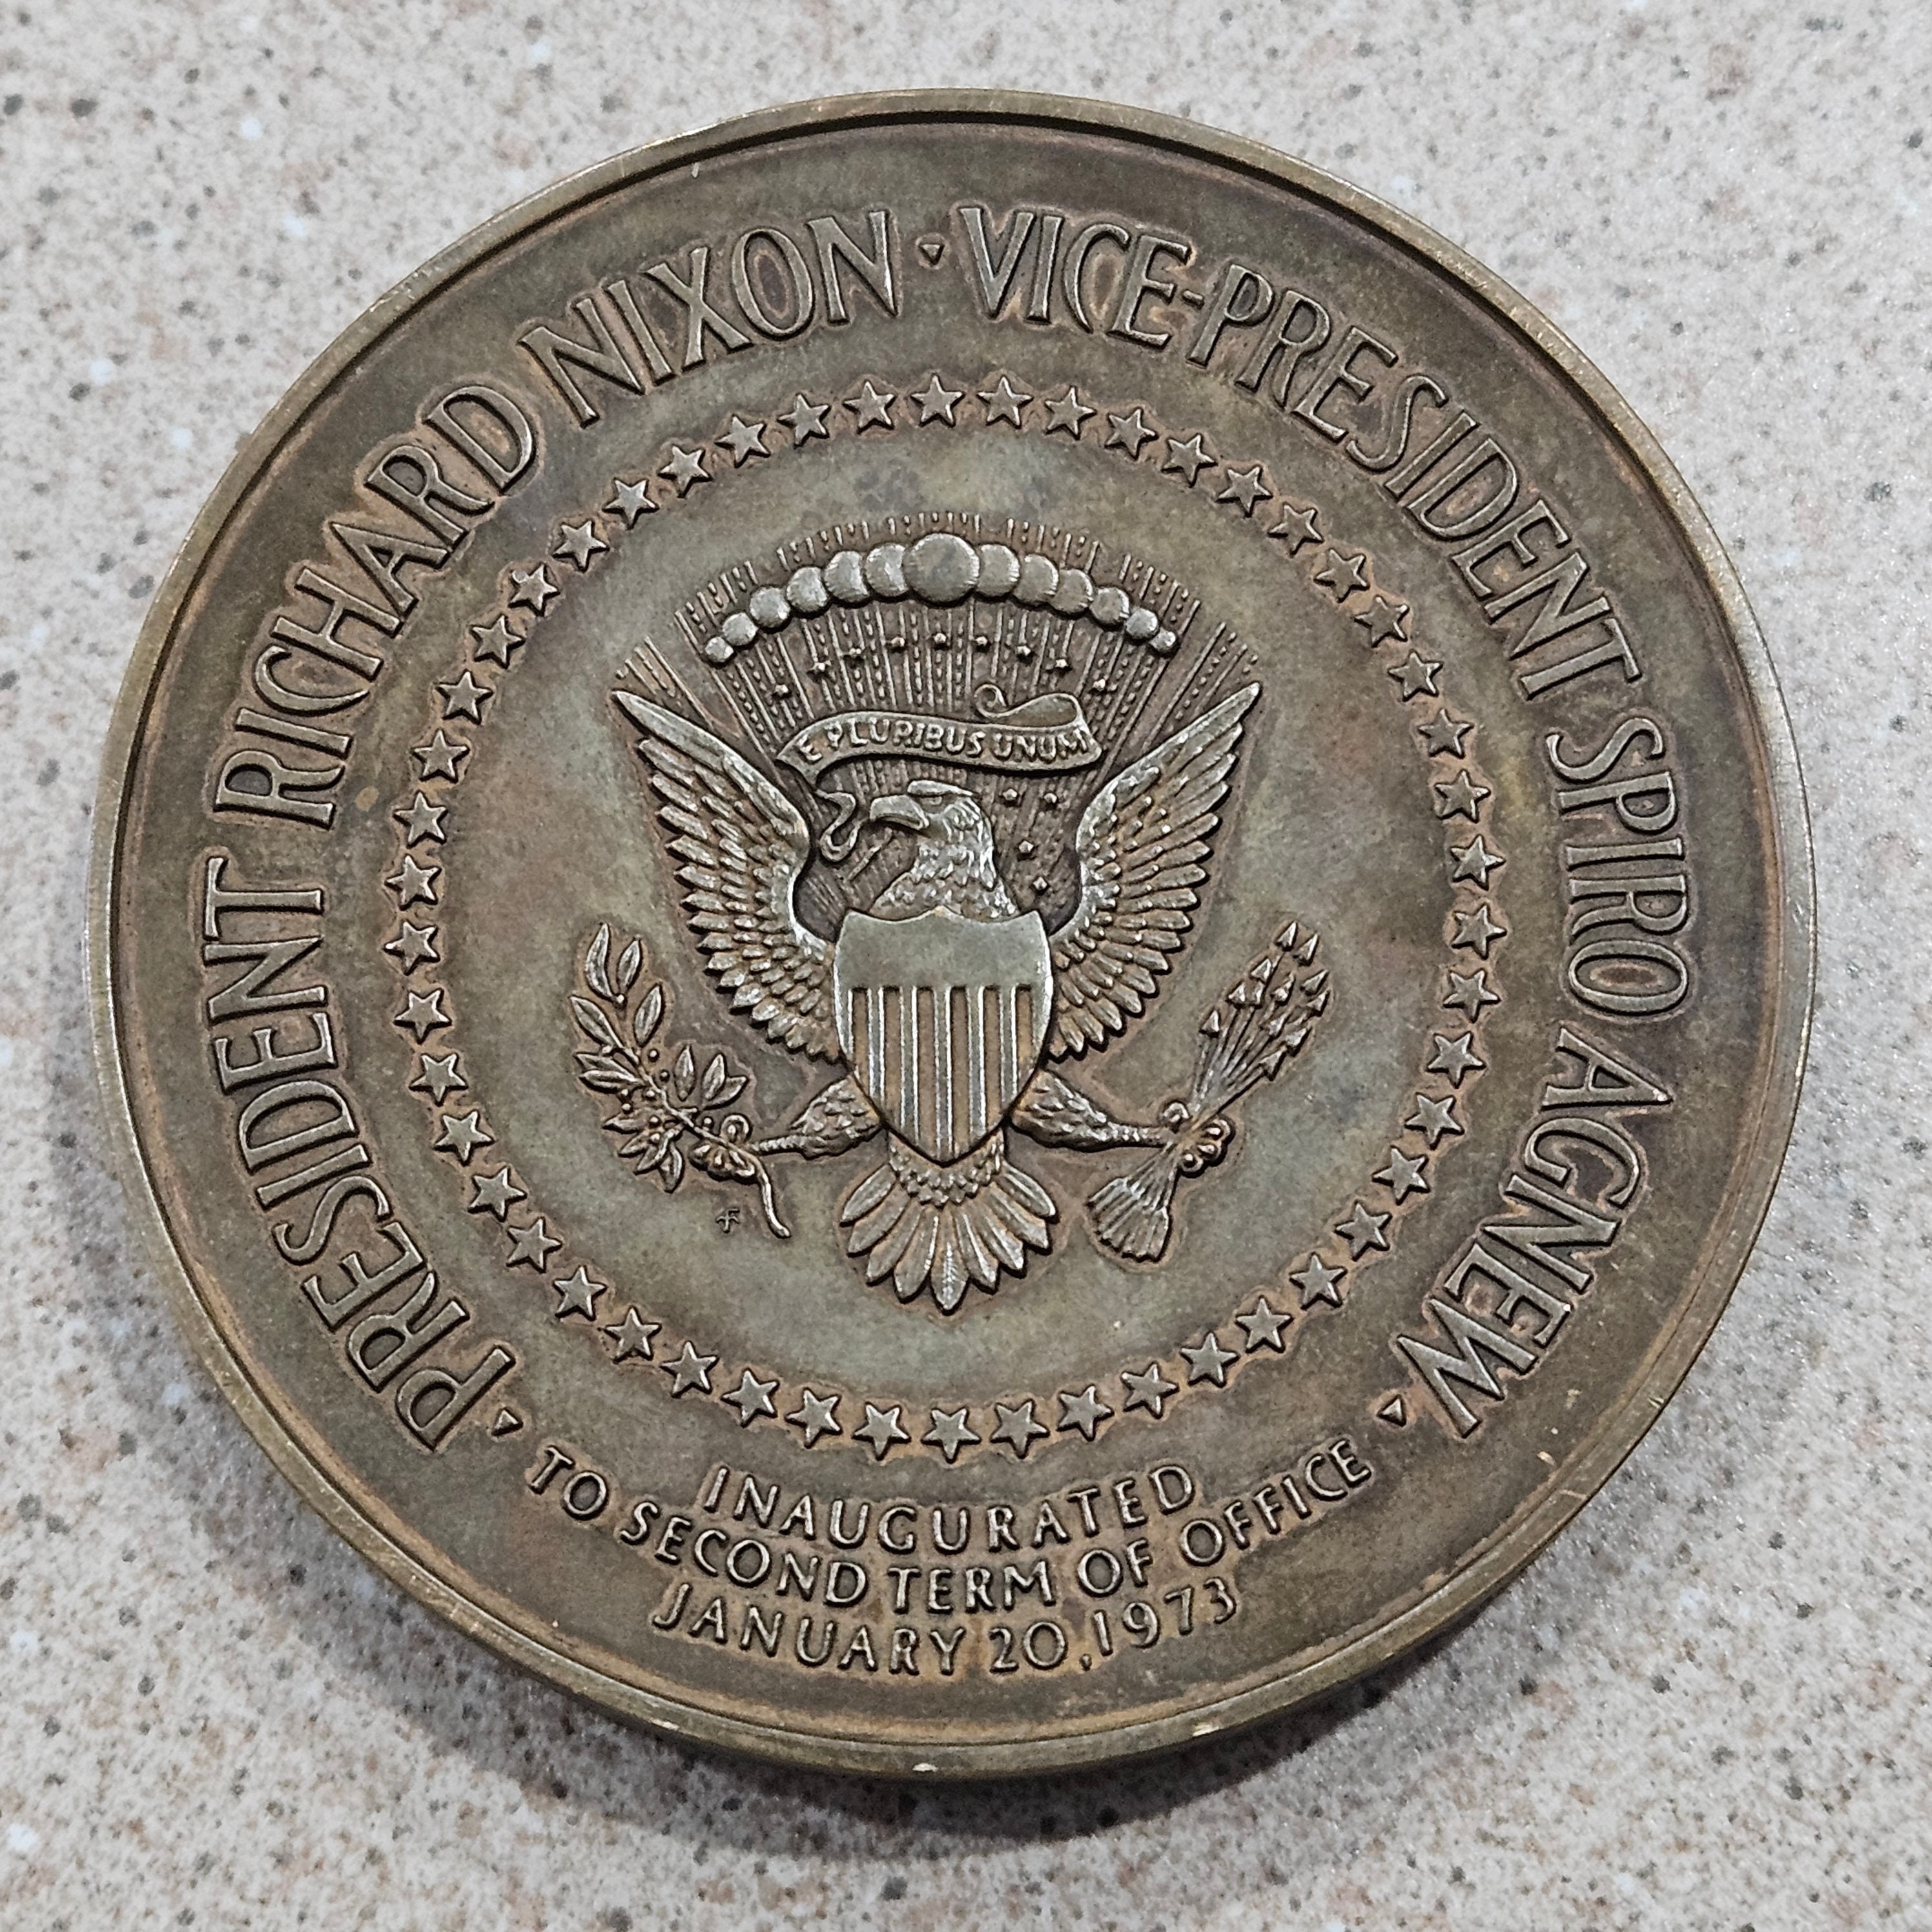 PRESIDENT RICHARD NIXON · VICE-PRESIDENT SPIRO AGNEW ·
E PLURIBUS UNUM
INAUGURATED
TO SECOND TERM OF OFFICE
JANUARY 20, 1973